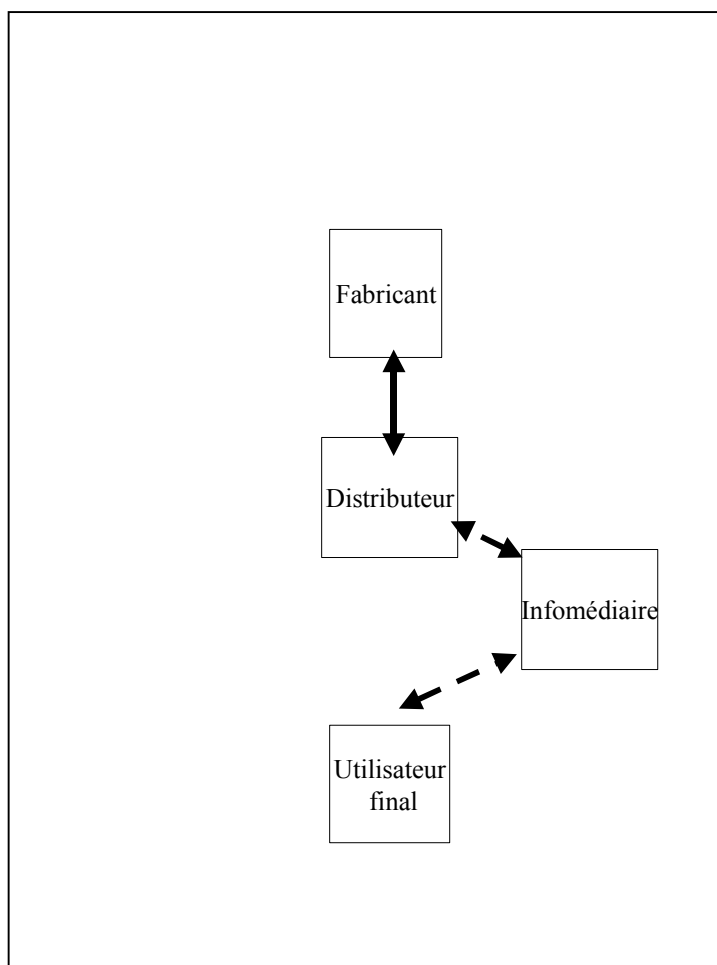 Fabricant
Distributeur
Infomédiaire
Utilisateur
final